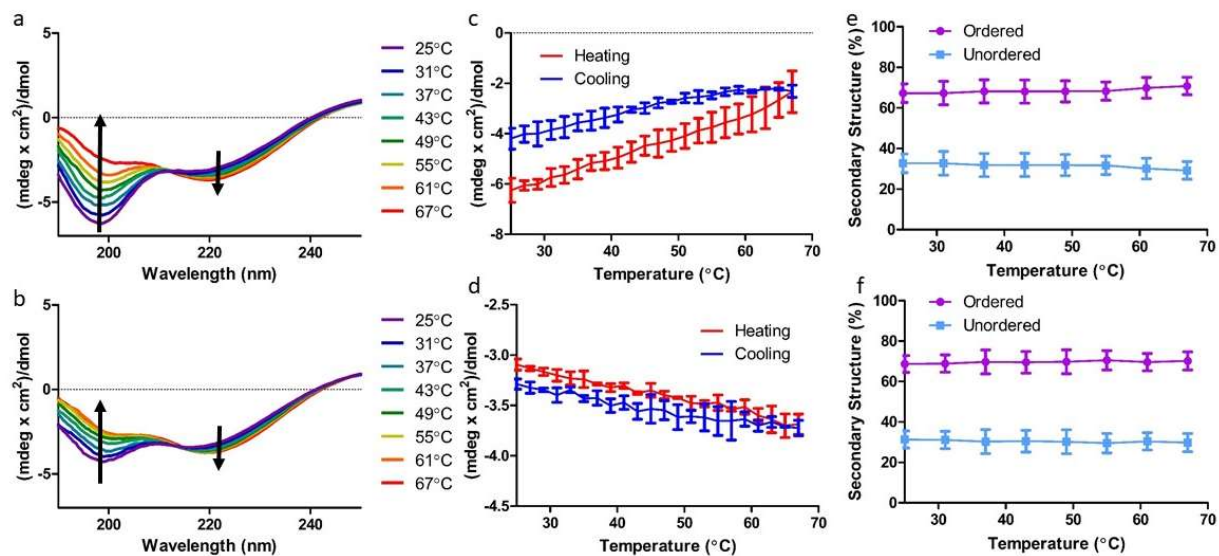 a
5
0
-5
(mdeg x cm2)/dmol
200
220
240
Wavelength (nm)
25°C
31°C
37°C
43°C
49°C
55°C
61°C
67°C
b
5
0
-5
(mdeg x cm2)/dmol
200
220
240
Wavelength (nm)
25°C
31°C
37°C
43°C
49°C
55°C
61°C
67°C
c
0
-2
-4
-6
-8
(mdeg x cm2)/dmol
Heating
Cooling
30
40
50
60
70
Temperature (°C)
d
-2.5
-3.0
-3.5
-4.0
-4.5
(mdeg x cm2)/dmol
Heating
Cooling
30
40
50
60
70
Temperature (°C)
e
100
80
60
40
20
0
Secondary Structure (%)
Ordered
Unordered
31
40
50
60
70
Temperature (°C)
f
100
80
60
40
20
0
Secondary Structure (%)
Ordered
Unordered
31
40
50
60
70
Temperature (°C)